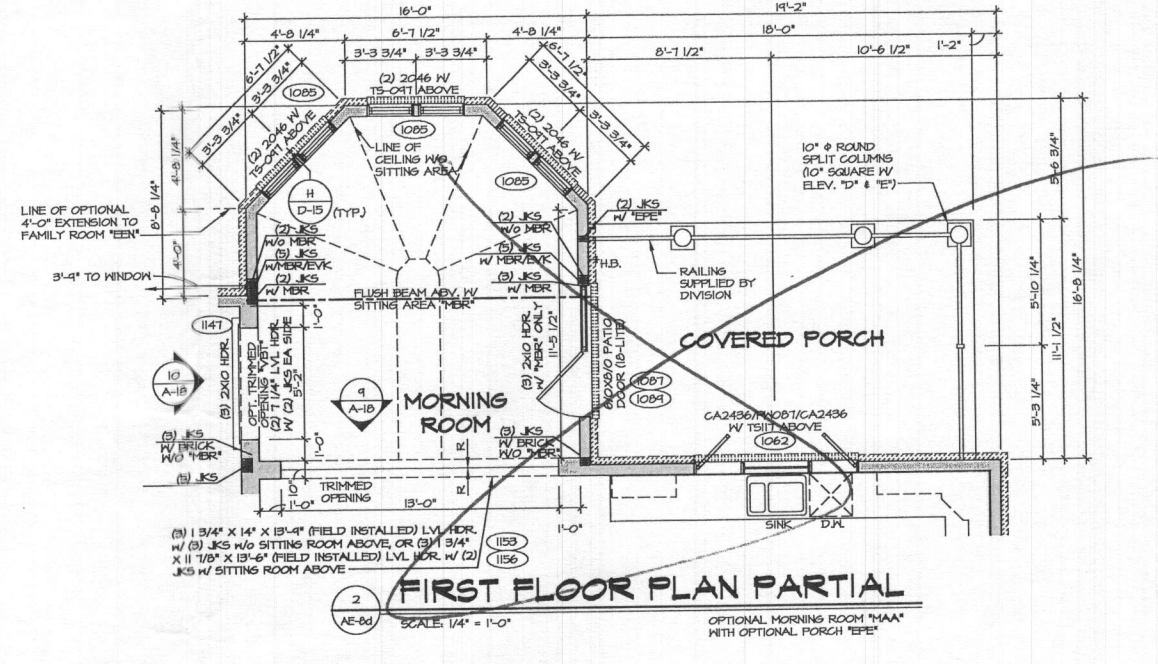 16'-0"
19'-2"
4'-8 1/4"
6'-7 1/2"
4'-8 1/4"
18'-0"
1'-2"
3'-3 3/4"
3'-3 3/4"
8'-7 1/2"
10'-6 1/2"
6'-7 1/2"
3'-3 3/4"
3'-3 3/4"
1085
(2) 2046 W/
TS-097 ABOVE
(2) 2046 W/
TS-097 ABOVE
1085
6'-7 1/2"
3'-3 3/4"
3'-3 3/4"
(2) 2046 W/
TS-097 ABOVE
1085
LINE OF
CEILING W/O
SITTING AREA
10" Φ ROUND
SPLIT COLUMNS
(10" SQUARE W/
ELEV. "D" & "E")
5'-6 3/4"
4'-8 1/4"
8'-8 1/4"
4'-0"
H
D-15
(TYP.)
LINE OF OPTIONAL
4'-0" EXTENSION TO
FAMILY ROOM "EEN"
3'-9" TO WINDOW
(2) JKS
W/O MBR
(5) JKS
W/MBR/EVK
(2) JKS
W/ MBR
(2) JKS
W/O MBR
(5) JKS
W/ MBR/EVK
(3) JKS
W/ MBR
(2) JKS
W/ "EPE"
H.B.
RAILING
SUPPLIED BY
DIVISION
FLUSH BEAM ABV. W/
SITTING AREA "MBR"
5'-10 1/4"
11'-1 1/2"
16'-8 1/4"
5'-3 1/4"
1147
10
A-18
(3) 2X10 HDR.
OPT. TRIMMED
OPENING "VBT"
(2) 7 1/4" LVL HDR.
W/ (2) JKS EA SIDE
5'-2"
1'-0"
1'-0"
9
A-18
MORNING
ROOM
(3) 2X10 HDR.
W/ "MBR" ONLY
11'-5 1/2"
6/0X8/0 PATIO
DOOR (18-LITE)
1087
1089
COVERED PORCH
CA2436/PW087/CA2436
W/ TS117 ABOVE
1062
(3) JKS
W/ BRICK
W/O "MBR"
(5) JKS
(3) JKS
W/ BRICK
W/O "MBR"
R.
R.
10"
TRIMMED
OPENING
1'-0"
13'-0"
1'-0"
SINK
D.W.
(3) 1 3/4" X 14" X 13'-9" (FIELD INSTALLED) LVL HDR.
W/ (3) JKS W/O SITTING ROOM ABOVE, OR (3) 1 3/4"
X 11 7/8" X 13'-6" (FIELD INSTALLED) LVL HDR. W/ (2)
JKS W/ SITTING ROOM ABOVE
1153
1156
2
AE-8d
FIRST FLOOR PLAN PARTIAL
SCALE: 1/4" = 1'-0"
OPTIONAL MORNING ROOM "MAA"
WITH OPTIONAL PORCH "EPE"